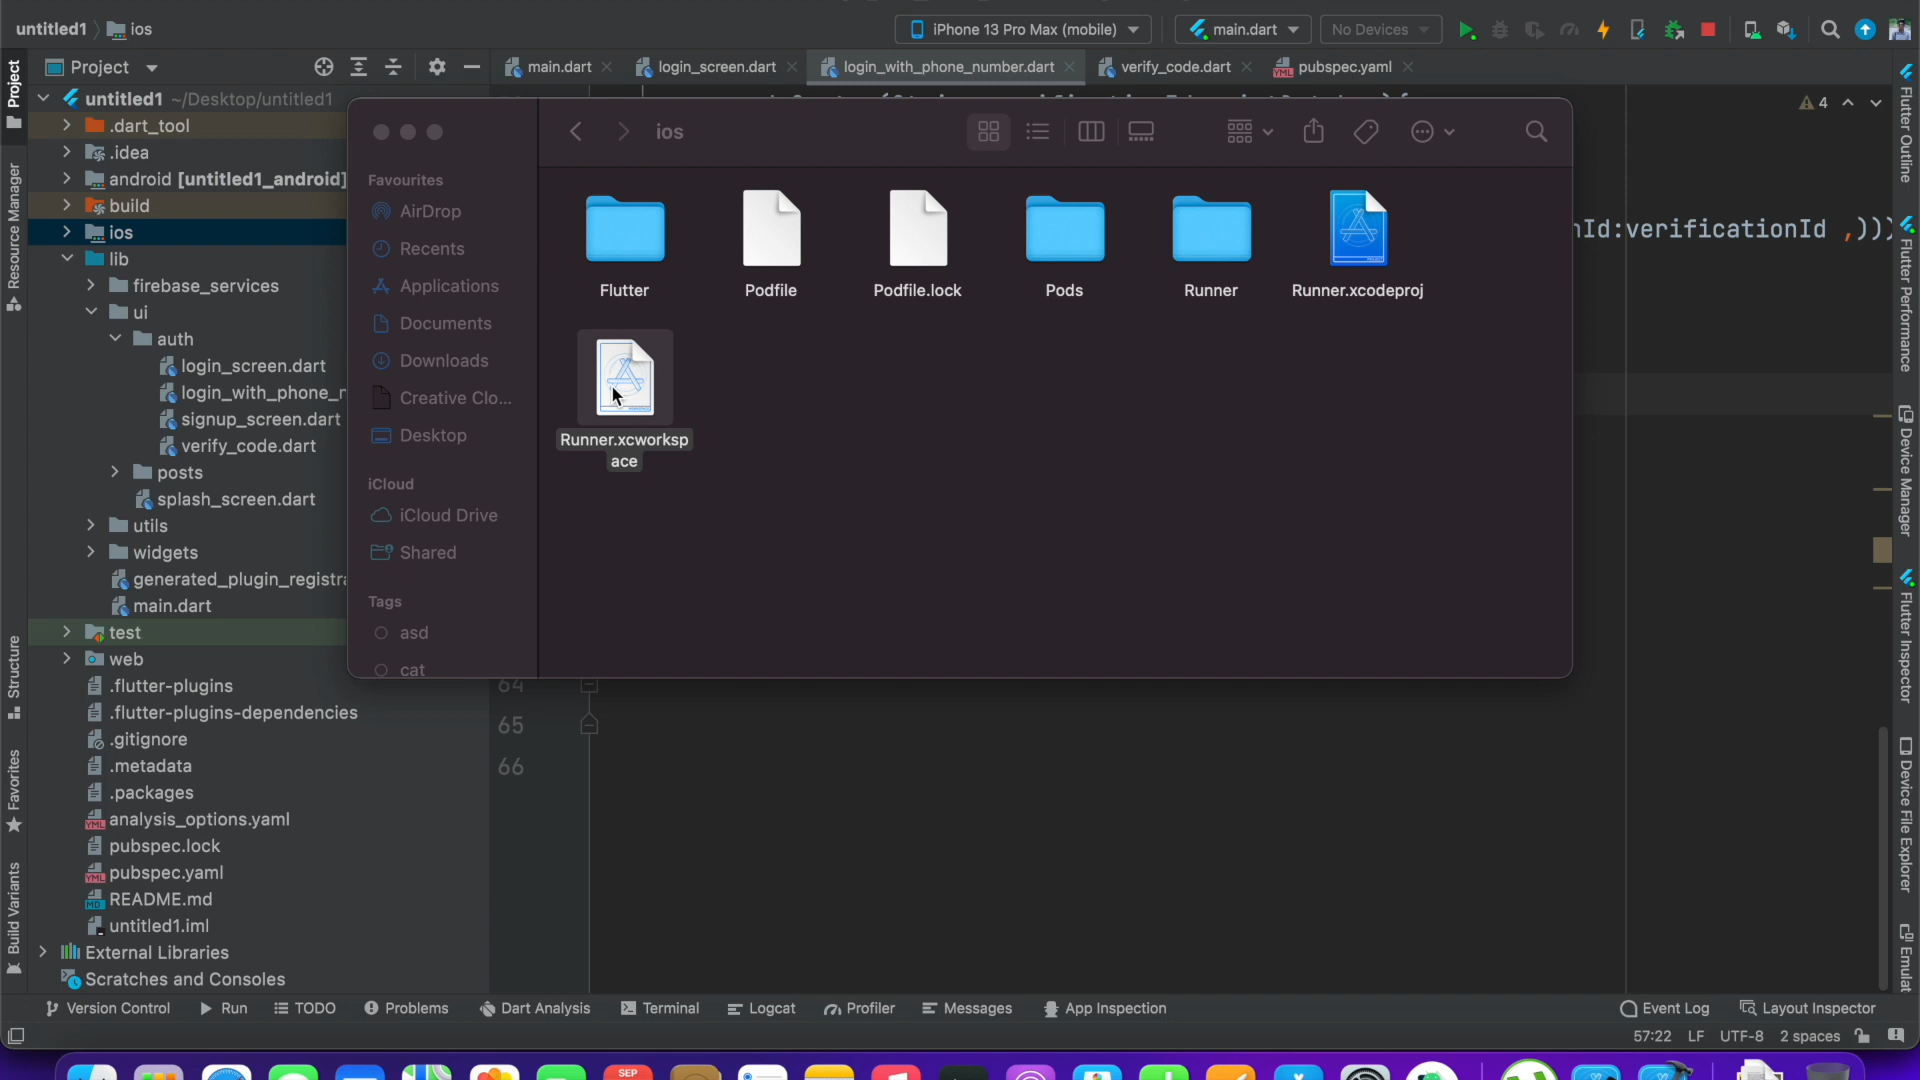 untitled1 ios
iPhone 13 Pro Max (mobile)
main.dart
No Devices
Project
main.dart
login_screen.dart
login_with_phone_number.dart
verify_code.dart
pubspec.yaml
untitled1 ~/Desktop/untitled1
.dart_tool
.idea
android [untitled1_android]
build
ios
lib
firebase_services
ui
auth
login_screen.dart
login_with_phone_n
signup_screen.dart
verify_code.dart
posts
splash_screen.dart
utils
widgets
generated_plugin_registra
main.dart
test
web
.flutter-plugins
.flutter-plugins-dependencies
.gitignore
.metadata
.packages
analysis_options.yaml
pubspec.lock
pubspec.yaml
README.md
untitled1.iml
External Libraries
Scratches and Consoles
Project
Resource Manager
Structure
Favorites
Build Variants
ios
Favourites
AirDrop
Recents
Applications
Documents
Downloads
Creative Clo...
Desktop
iCloud
iCloud Drive
Shared
Tags
asd
cat
Flutter
Podfile
Podfile.lock
Pods
Runner
Runner.xcodeproj
Runner.xcworksp
ace
4
nId:verificationId ,)))
64
65
66
Flutter Outline
Flutter Performance
Device Manager
Flutter Inspector
Device File Explorer
Emulat
Version Control
Run
TODO
Problems
Dart Analysis
Terminal
Logcat
Profiler
Messages
App Inspection
Event Log
Layout Inspector
57:22 LF UTF-8 2 spaces
SEP